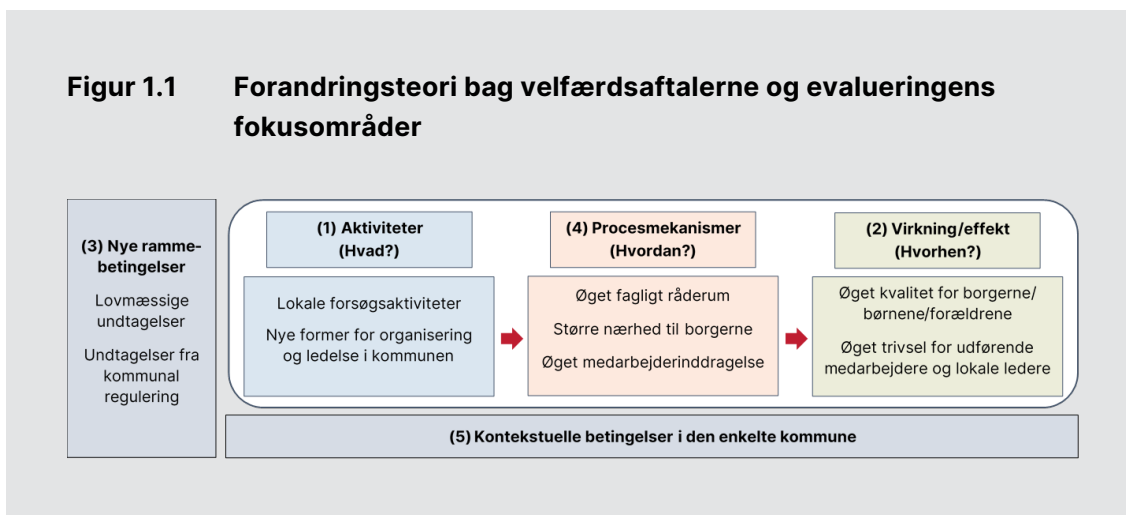 Figur 1.1
Forandringsteori bag velfærdsaftalerne og evalueringens
fokusområder
(3) Nye ramme-
betingelser
Lovmæssige
undtagelser
Undtagelser fra
kommunal
regulering
(1) Aktiviteter
(Hvad?)
Lokale forsøgsaktiviteter
Nye former for organisering
og ledelse i kommunen
(4) Procesmekanismer
(Hvordan?)
Øget fagligt råderum
Større nærhed til borgerne
Øget medarbejderinddragelse
(2) Virkning/effekt
(Hvorhen?)
Øget kvalitet for borgerne/
børnene/forældrene
Øget trivsel for udførende
medarbejdere og lokale ledere
(5) Kontekstuelle betingelser i den enkelte kommune